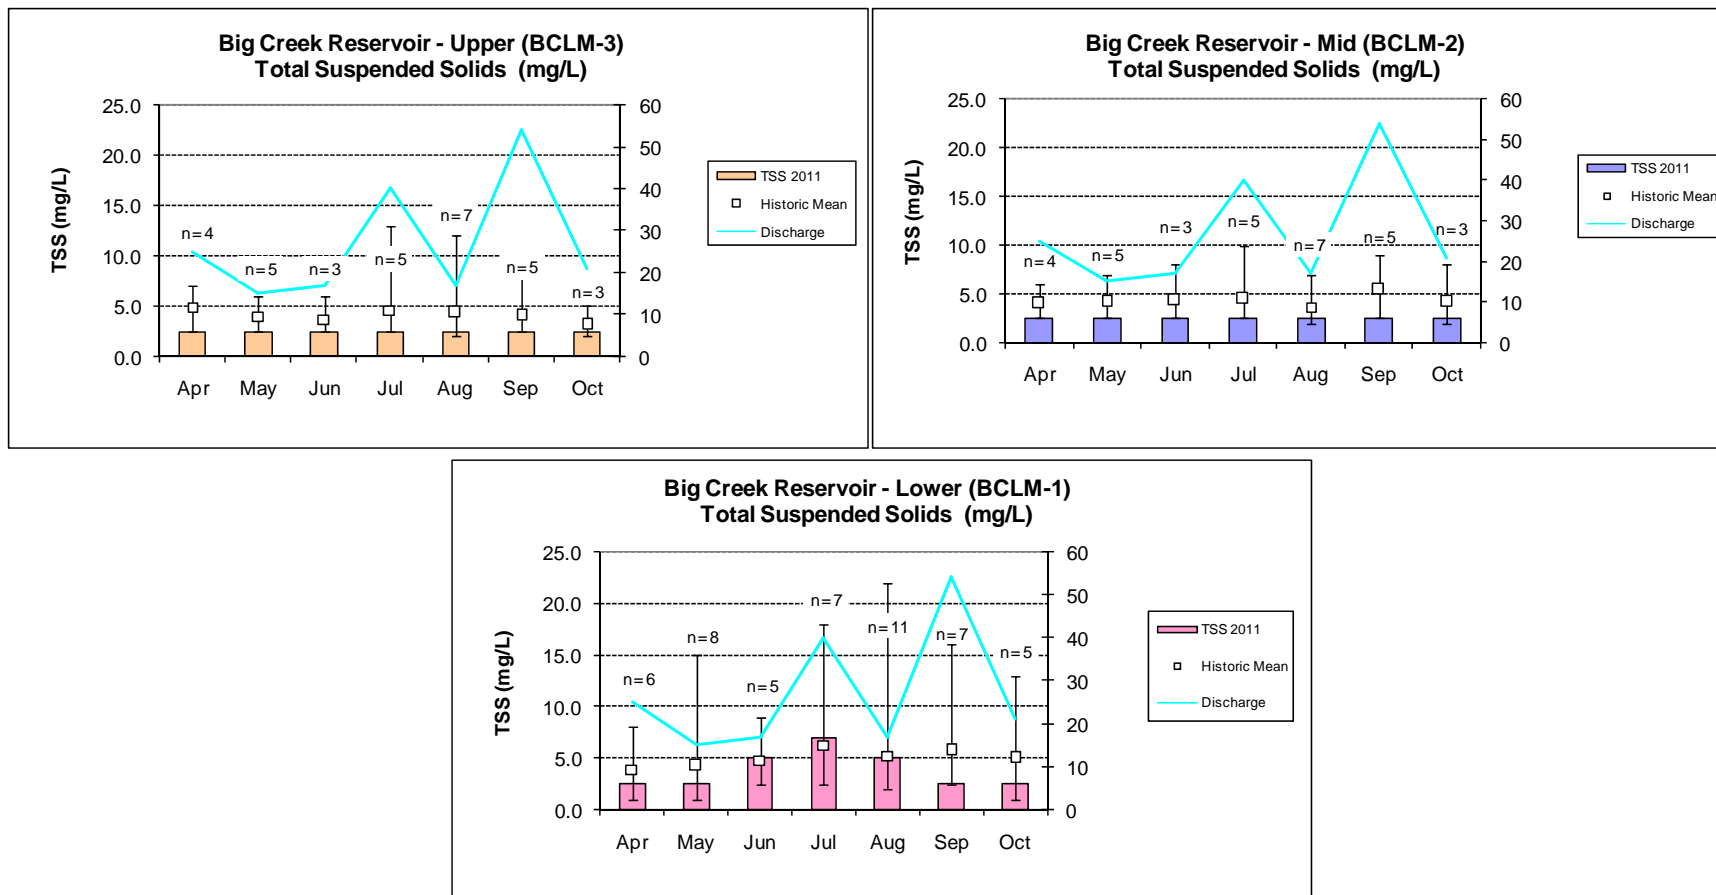 Big Creek Reservoir - Upper (BCLM-3)
Total Suspended Solids (mg/L)
TSS (mg/L)
25.0
20.0
15.0
10.0
5.0
0.0
60
50
40
30
20
10
0
n=4
n=5
n=3
n=5
n=7
n=5
n=3
Apr May Jun Jul Aug Sep Oct
TSS 2011
Historic Mean
Discharge
Big Creek Reservoir - Mid (BCLM-2)
Total Suspended Solids (mg/L)
TSS (mg/L)
25.0
20.0
15.0
10.0
5.0
0.0
60
50
40
30
20
10
0
n=4
n=5
n=3
n=5
n=7
n=5
n=3
Apr May Jun Jul Aug Sep Oct
TSS 2011
Historic Mean
Discharge
Big Creek Reservoir - Lower (BCLM-1)
Total Suspended Solids (mg/L)
TSS (mg/L)
25.0
20.0
15.0
10.0
5.0
0.0
60
50
40
30
20
10
0
n=6
n=8
n=5
n=7
n=11
n=7
n=5
Apr May Jun Jul Aug Sep Oct
TSS 2011
Historic Mean
Discharge